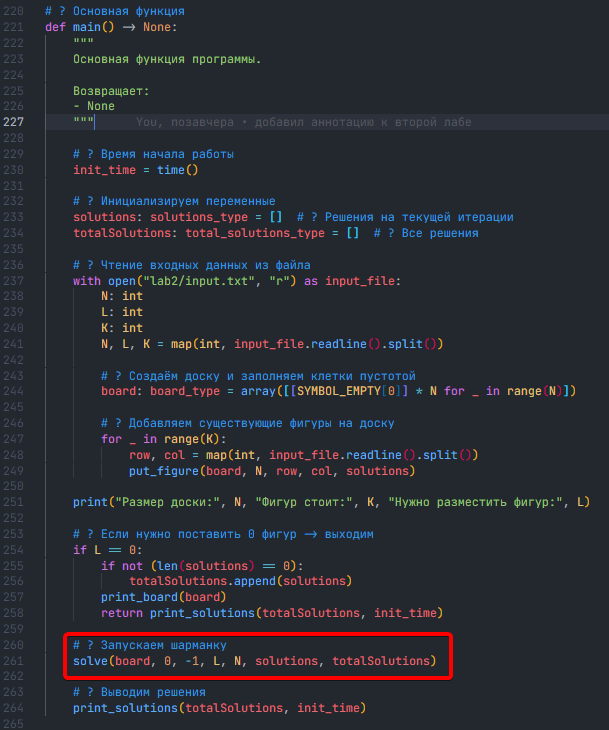 220 # ? Основная функция
221 def main() -> None:
222 """
223 Основная функция программы.
224
225 Возвращает:
226 - None
227 """ You, позавчера • добавил аннотацию к второй лабе
228
229 # ? Время начала работы
230 init_time = time()
231
232 # ? Инициализируем переменные
233 solutions: solutions_type = [] # ? Решения на текущей итерации
234 totalSolutions: total_solutions_type = [] # ? Все решения
235
236 # ? Чтение входных данных из файла
237 with open("lab2/input.txt", "r") as input_file:
238 N: int
239 L: int
240 K: int
241 N, L, K = map(int, input_file.readline().split())
242
243 # ? Создаём доску и заполняем клетки пустотой
244 board: board_type = array([[SYMBOL_EMPTY[0]] * N for _ in range(N)])
245
246 # ? Добавляем существующие фигуры на доску
247 for _ in range(K):
248 row, col = map(int, input_file.readline().split())
249 put_figure(board, N, row, col, solutions)
250
251 print("Размер доски:", N, "Фигур стоит:", K, "Нужно разместить фигур:", L)
252
253 # ? Если нужно поставить 0 фигур -> выходим
254 if L == 0:
255 if not (len(solutions) == 0):
256 totalSolutions.append(solutions)
257 print_board(board)
258 return print_solutions(totalSolutions, init_time)
259
260 # ? Запускаем шарманку
261 solve(board, 0, -1, L, N, solutions, totalSolutions)
262
263 # ? Выводим решения
264 print_solutions(totalSolutions, init_time)
265